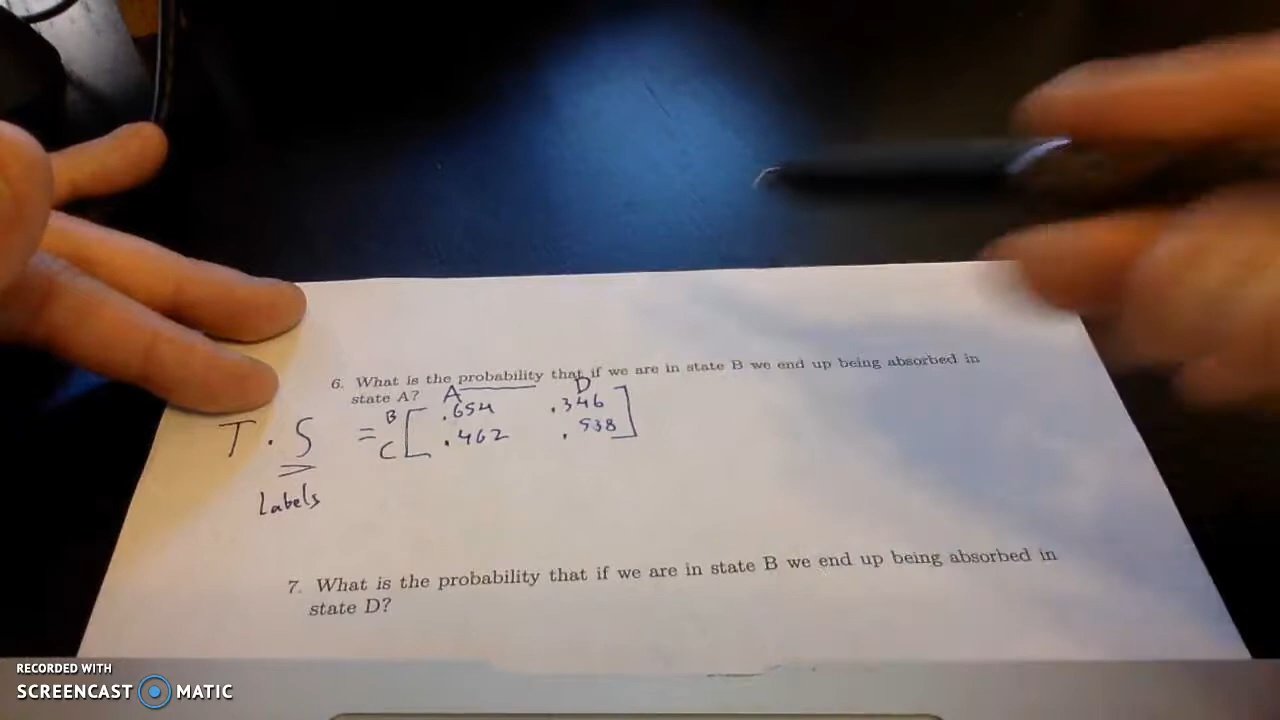 6. What is the probability that if we are in state B we end up being absorbed in
state A?
A D
B .654 .346
T . S = C .462 .538
Labels
7. What is the probability that if we are in state B we end up being absorbed in
state D?
RECORDED WITH
SCREENCAST MATIC